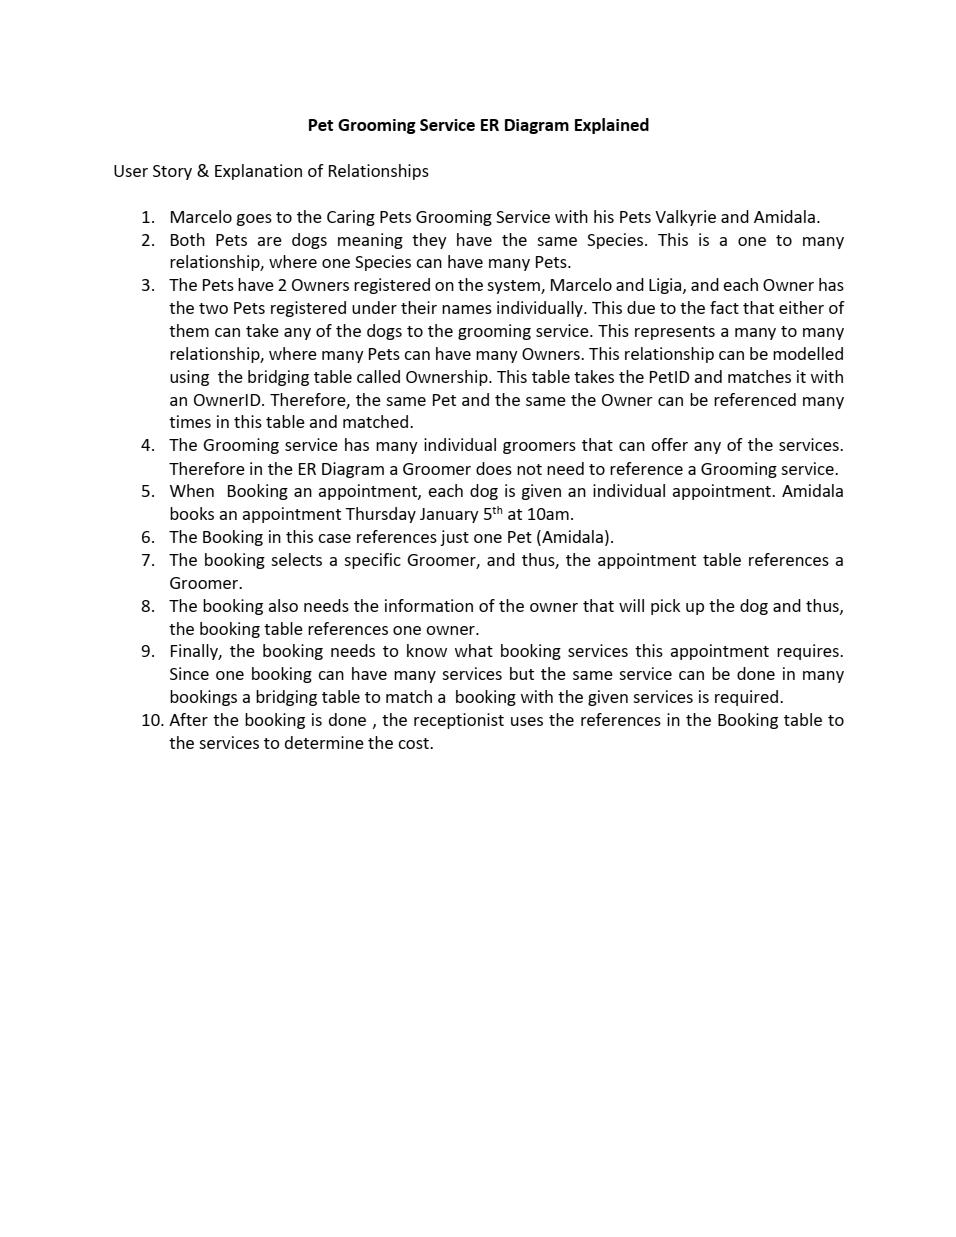 Pet Grooming Service ER Diagram Explained
User Story & Explanation of Relationships
1. Marcelo goes to the Caring Pets Grooming Service with his Pets Valkyrie and Amidala.
2. Both Pets are dogs meaning they have the same Species. This is a one to many
relationship, where one Species can have many Pets.
3. The Pets have 2 Owners registered on the system, Marcelo and Ligia, and each Owner has
the two Pets registered under their names individually. This due to the fact that either of
them can take any of the dogs to the grooming service. This represents a many to many
relationship, where many Pets can have many Owners. This relationship can be modelled
using the bridging table called Ownership. This table takes the PetID and matches it with
an OwnerID. Therefore, the same Pet and the same the Owner can be referenced many
times in this table and matched.
4. The Grooming service has many individual groomers that can offer any of the services.
Therefore in the ER Diagram a Groomer does not need to reference a Grooming service.
5. When Booking an appointment, each dog is given an individual appointment. Amidala
books an appointment Thursday January 5th at 10am.
6. The Booking in this case references just one Pet (Amidala).
7. The booking selects a specific Groomer, and thus, the appointment table references a
Groomer.
8. The booking also needs the information of the owner that will pick up the dog and thus,
the booking table references one owner.
9. Finally, the booking needs to know what booking services this appointment requires.
Since one booking can have many services but the same service can be done in many
bookings a bridging table to match a booking with the given services is required.
10. After the booking is done , the receptionist uses the references in the Booking table to
the services to determine the cost.